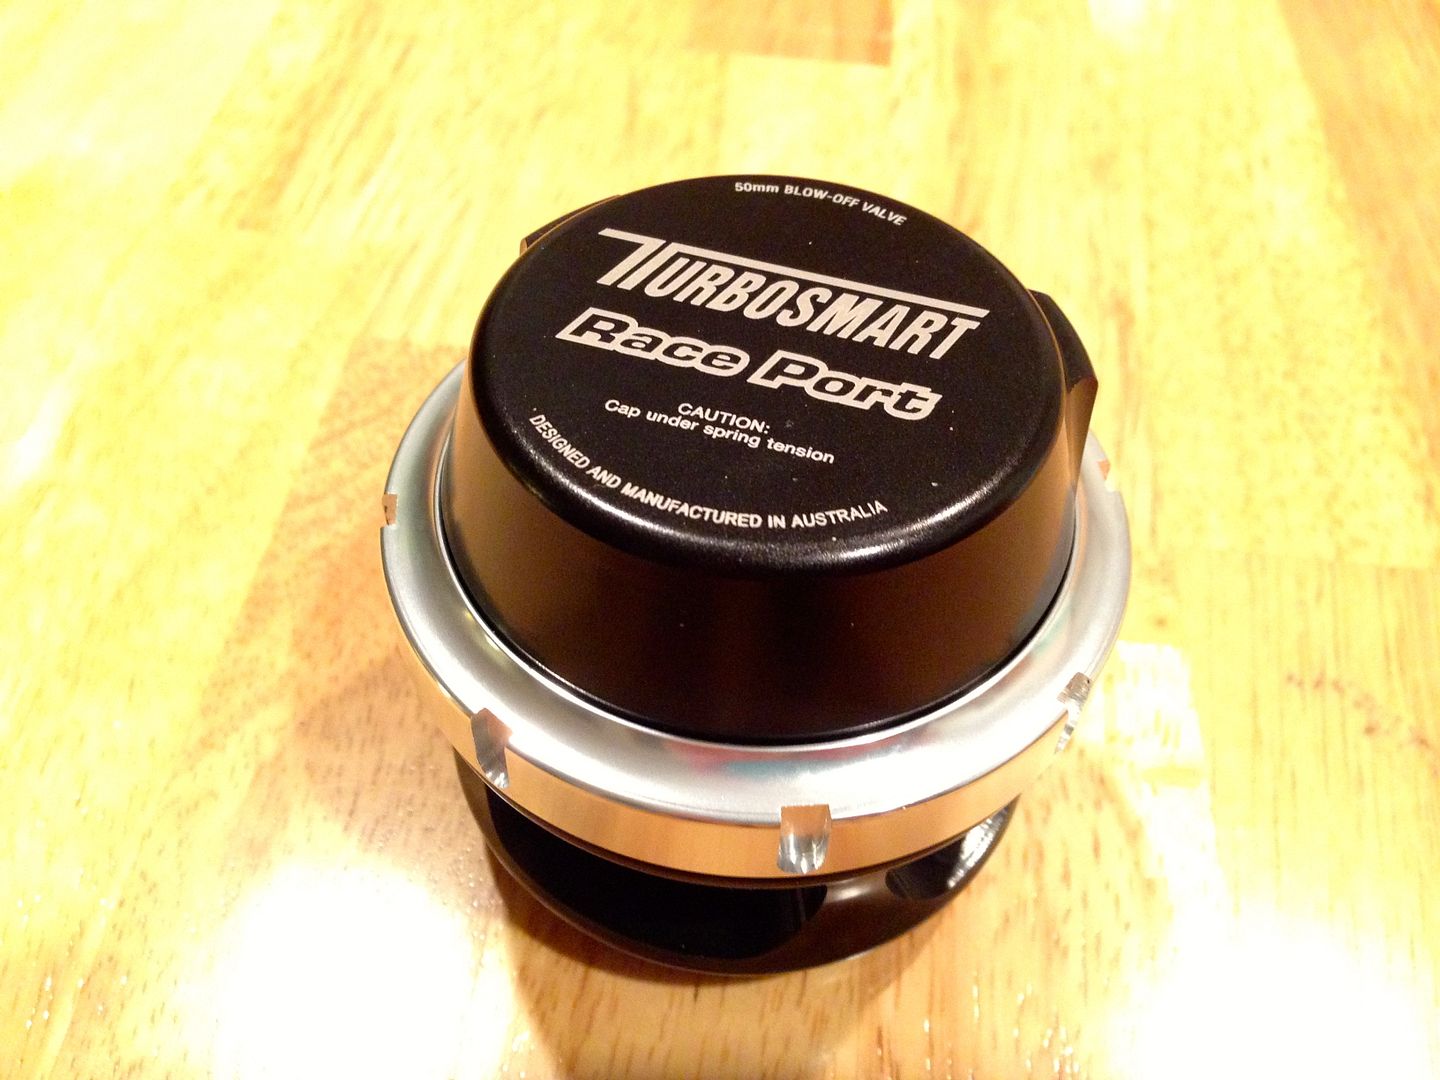 50mm BLOW-OFF VALVE
TURBOSMART
Race Port
CAUTION:
Cap under spring tension
DESIGNED AND MANUFACTURED IN AUSTRALIA